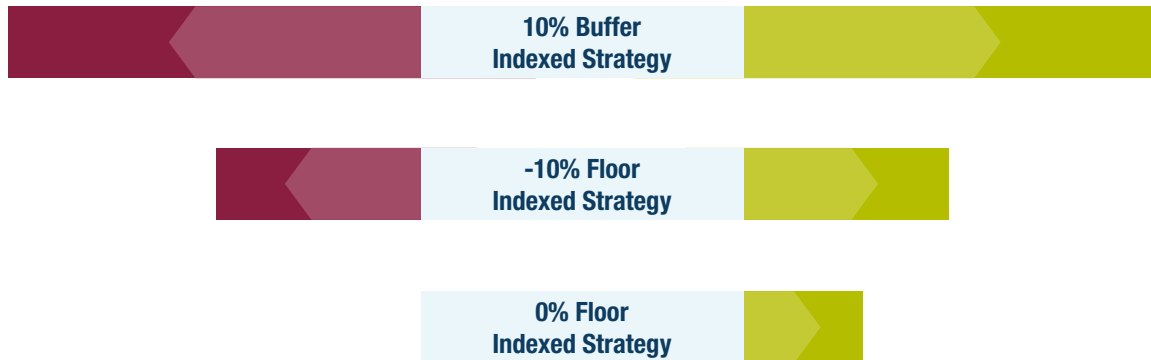 10% Buffer
Indexed Strategy
-10% Floor
Indexed Strategy
0% Floor
Indexed Strategy